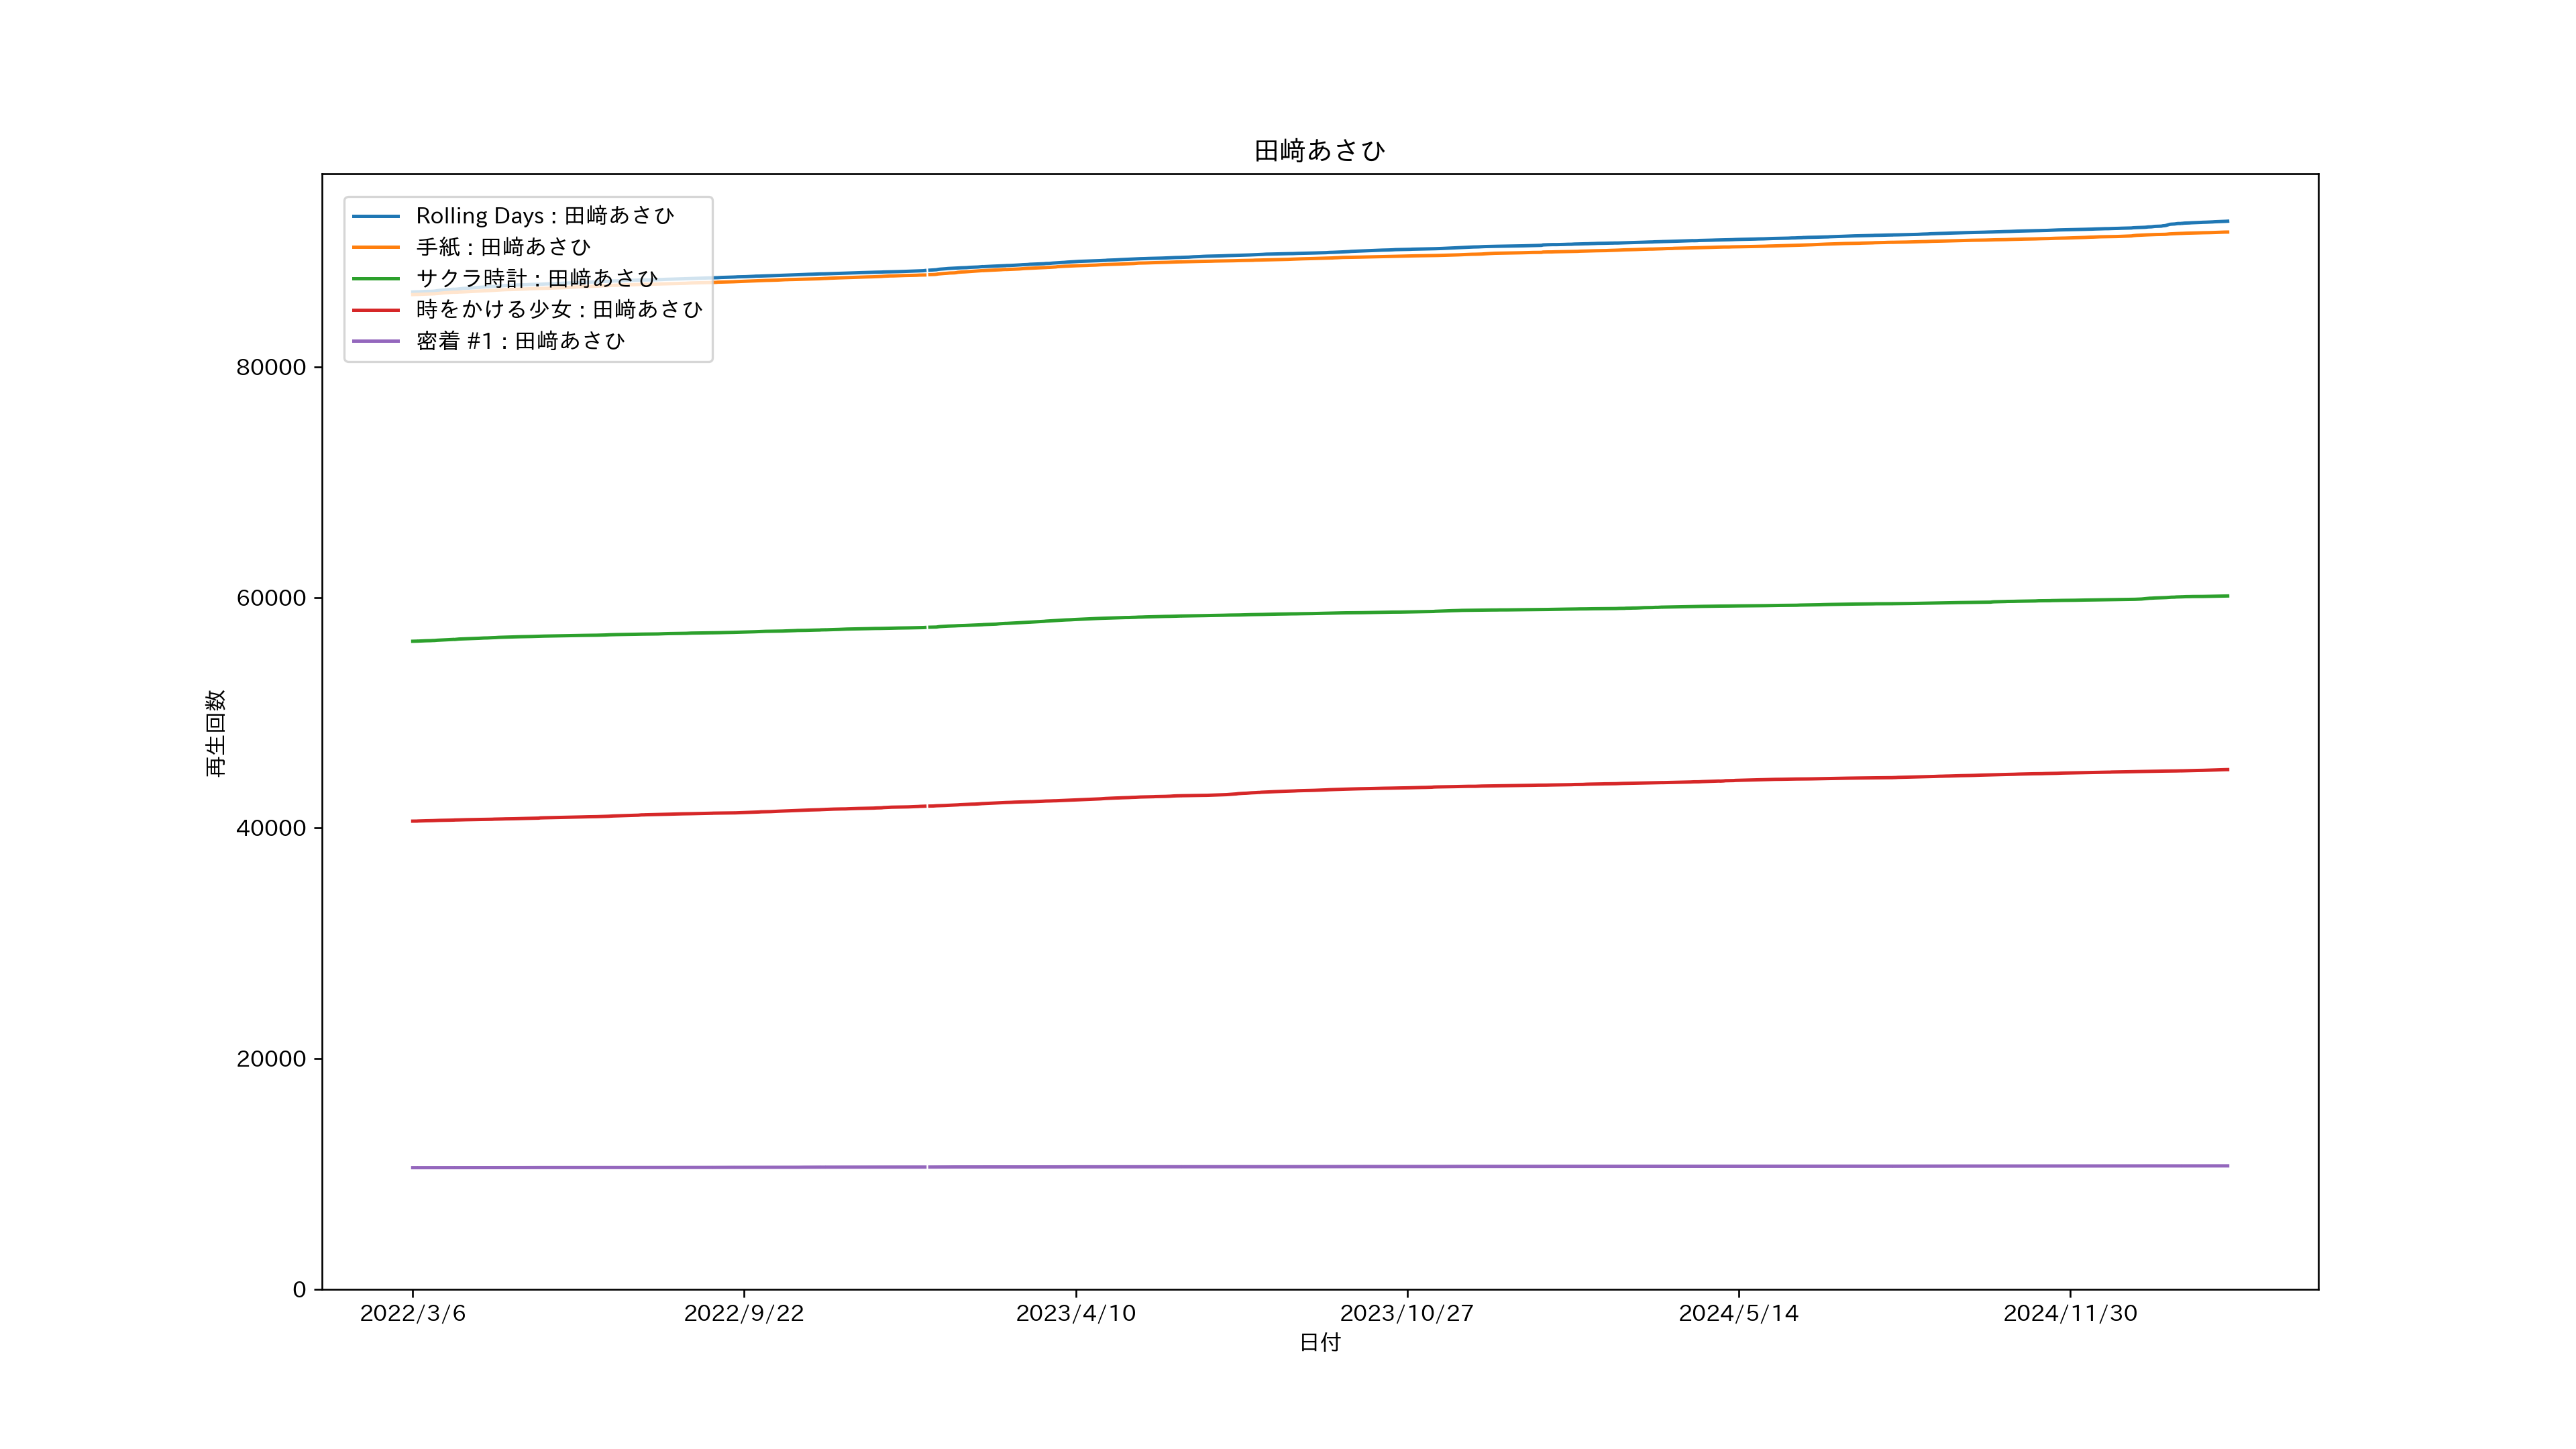 田﨑あさひ
Rolling Days : 田﨑あさひ
手紙 : 田﨑あさひ
サクラ時計 : 田﨑あさひ
時をかける少女 : 田﨑あさひ
密着 #1 : 田﨑あさひ
再生回数
80000
60000
40000
20000
0
2022/3/6
2022/9/22
2023/4/10
2023/10/27
2024/5/14
2024/11/30
日付